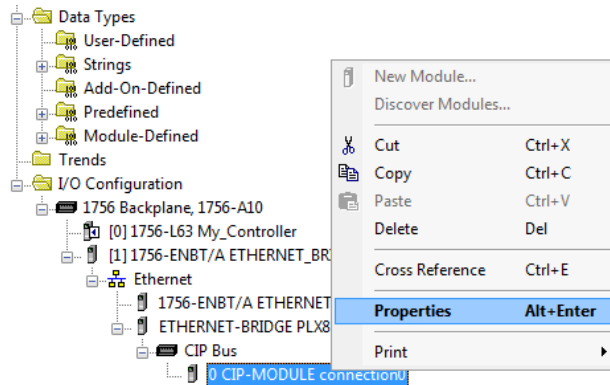 Data Types
User-Defined
Strings
Add-On-Defined
Predefined
Module-Defined
Trends
I/O Configuration
1756 Backplane, 1756-A10
[0] 1756-L63 My_Controller
[1] 1756-ENBT/A
Ethernet
1756-ENBT/A ETHERNET
ETHERNET-BRIDGE
CIP Bus
0 CIP-MODULE connection0
New Module...
Discover Modules...
Cut Ctrl+X
Copy Ctrl+C
Paste Ctrl+V
Delete Del
Cross Reference Ctrl+E
Properties Alt+Enter
Print